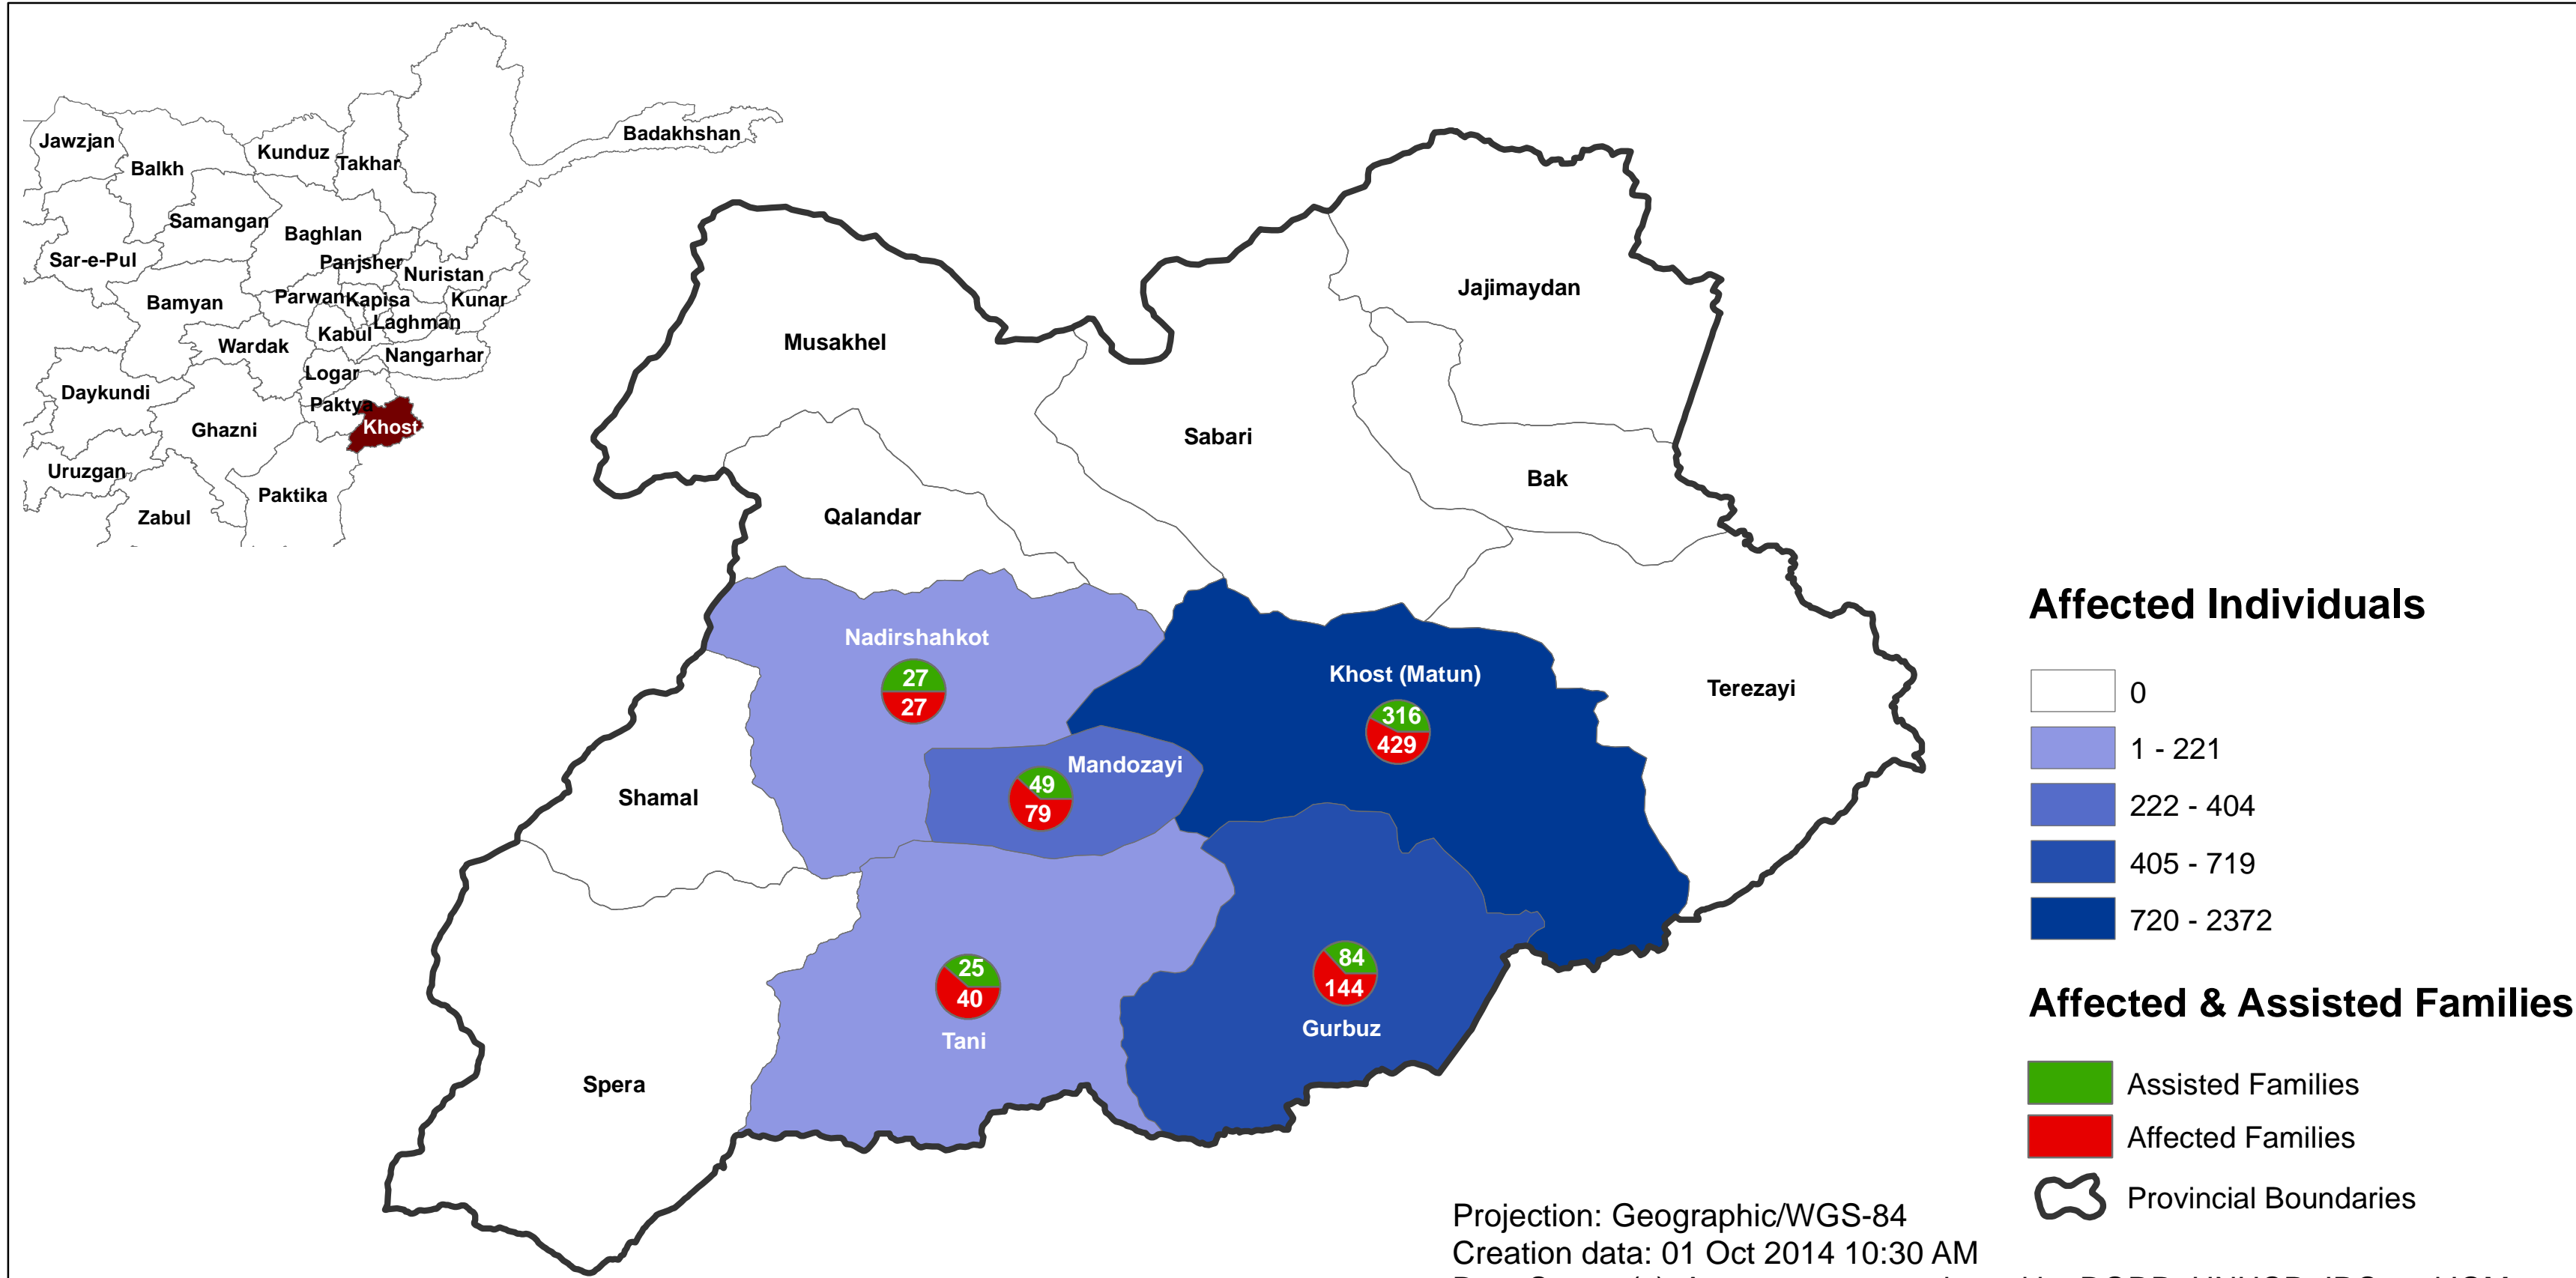 Badakhshan
Jawzjan
Kunduz
Takhar
Balkh
Samangan
Baghlan
Sar-e-Pul
Panjsher
Nuristan
Bamyan
Parwan
Kapisa
Kunar
Laghman
Kabul
Wardak
Nangarhar
Logar
Daykundi
Paktya
Khost
Ghazni
Uruzgan
Paktika
Zabul
Jajimaydan
Musakhel
Sabari
Bak
Qalandar
Nadirshahkot
27
27
Khost (Matun)
316
429
Terezayi
Mandozayi
49
79
Shamal
25
40
Tani
84
144
Gurbuz
Spera
Affected Individuals
0
1 - 221
222 - 404
405 - 719
720 - 2372
Affected & Assisted Families
Assisted Families
Affected Families
Provincial Boundaries
Projection: Geographic/WGS-84
Creation data: 01 Oct 2014 10:30 AM